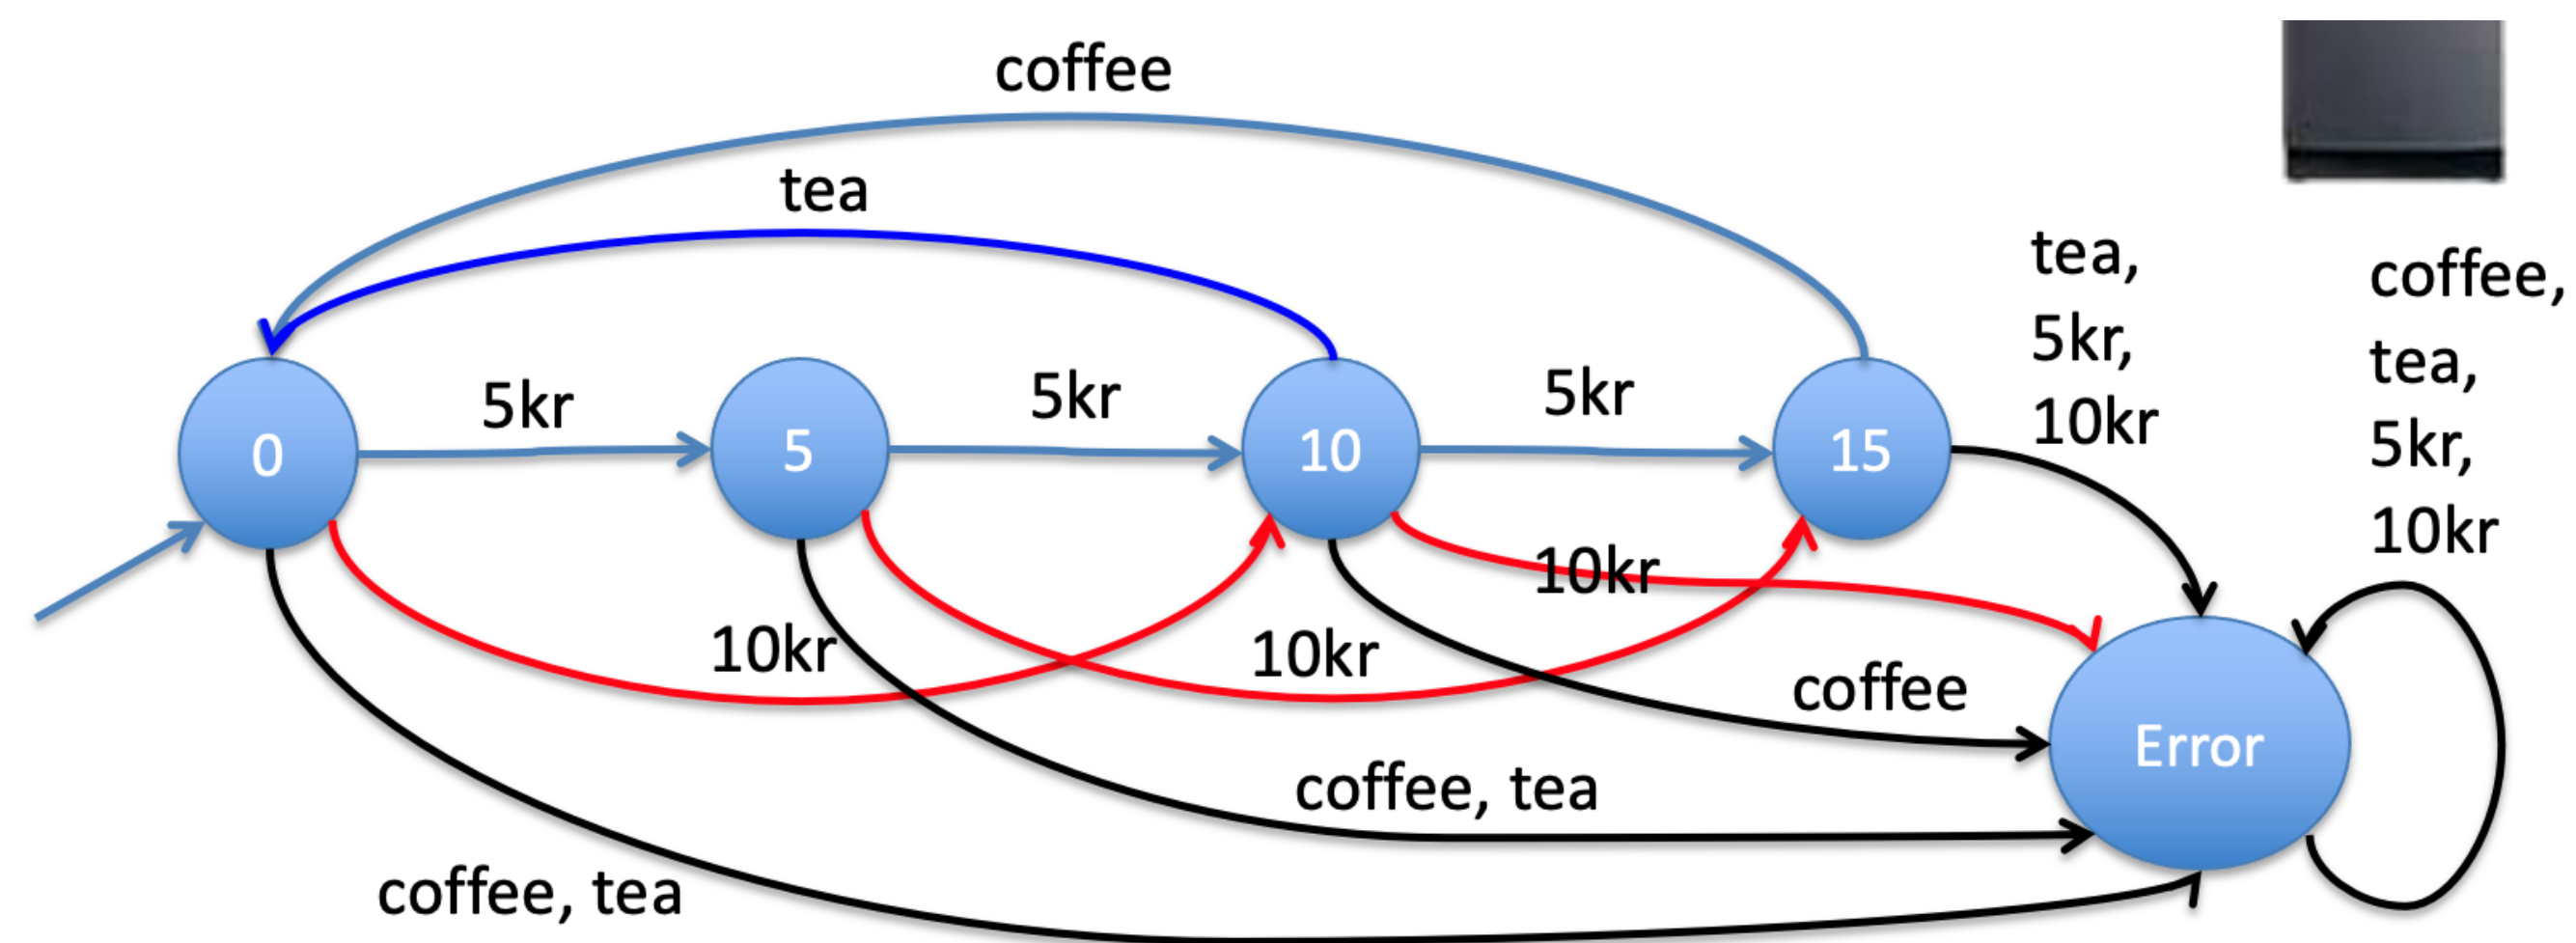 coffee
tea
tea,
5kr,
10kr
coffee,
tea,
5kr,
10kr
0
5kr
5
5kr
10
5kr
15
10kr
10kr
10kr
coffee
Error
coffee, tea
coffee, tea